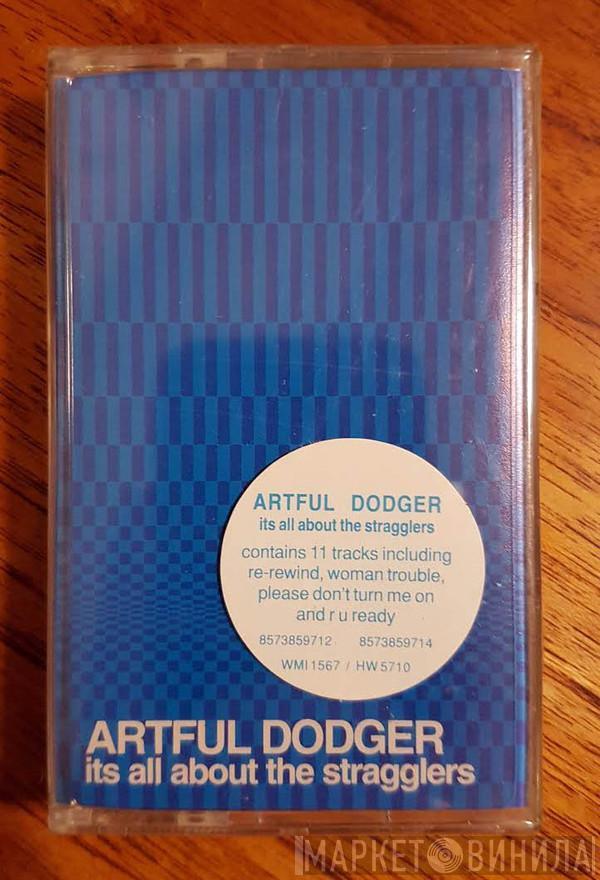 ARTFUL DODGER
its all about the stragglers
contains 11 tracks including
re-rewind, woman trouble,
please don't turn me on
and r u ready
8573859712 8573859714
WMI 1567 / HW 5710
ARTFUL DODGER
its all about the stragglers
МАРКЕТ ВИНИЛА